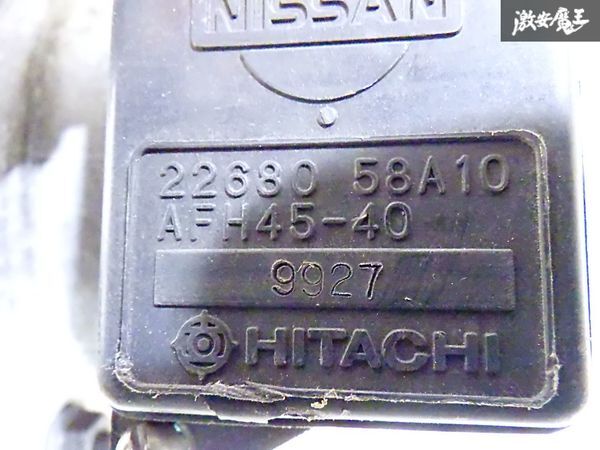 激安魔王
NISSAN
22680 58A10
AFH45-40
9927
HITACHI